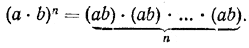 (a · b)ⁿ = (ab) · (ab) · ... · (ab).
n